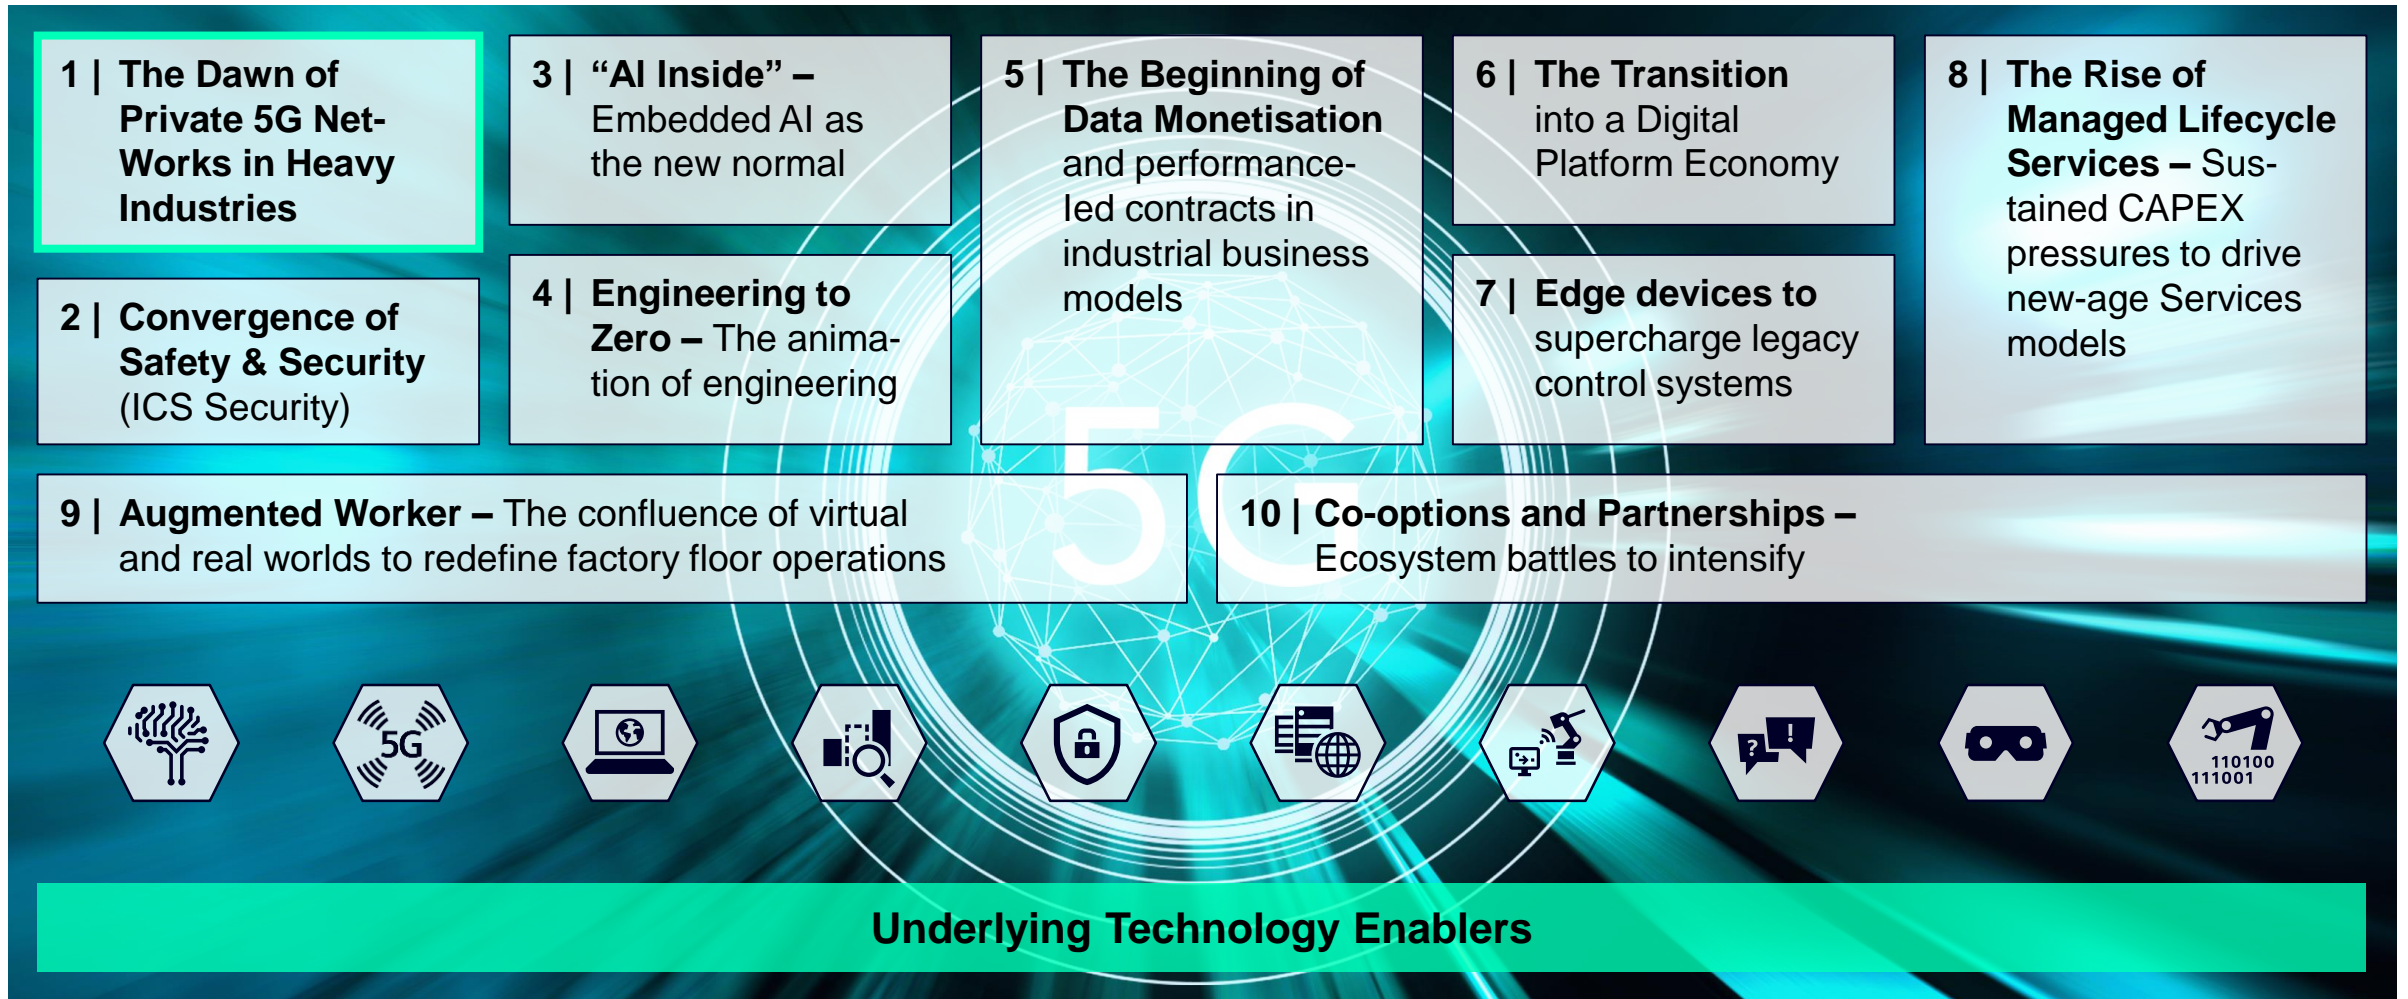 1 | The Dawn of
Private 5G Net-
Works in Heavy
Industries
2 | Convergence of
Safety & Security
(ICS Security)
3 | “AI Inside” –
Embedded AI as
the new normal
4 | Engineering to
Zero – The anima-
tion of engineering
5 | The Beginning of
Data Monetisation
and performance-
led contracts in
industrial business
models
6 | The Transition
into a Digital
Platform Economy
7 | Edge devices to
supercharge legacy
control systems
8 | The Rise of
Managed Lifecycle
Services – Sus-
tained CAPEX
pressures to drive
new-age Services
models
5G
9 | Augmented Worker – The confluence of virtual
and real worlds to redefine factory floor operations
10 | Co-options and Partnerships –
Ecosystem battles to intensify
5G
? !
110100
111001
Underlying Technology Enablers